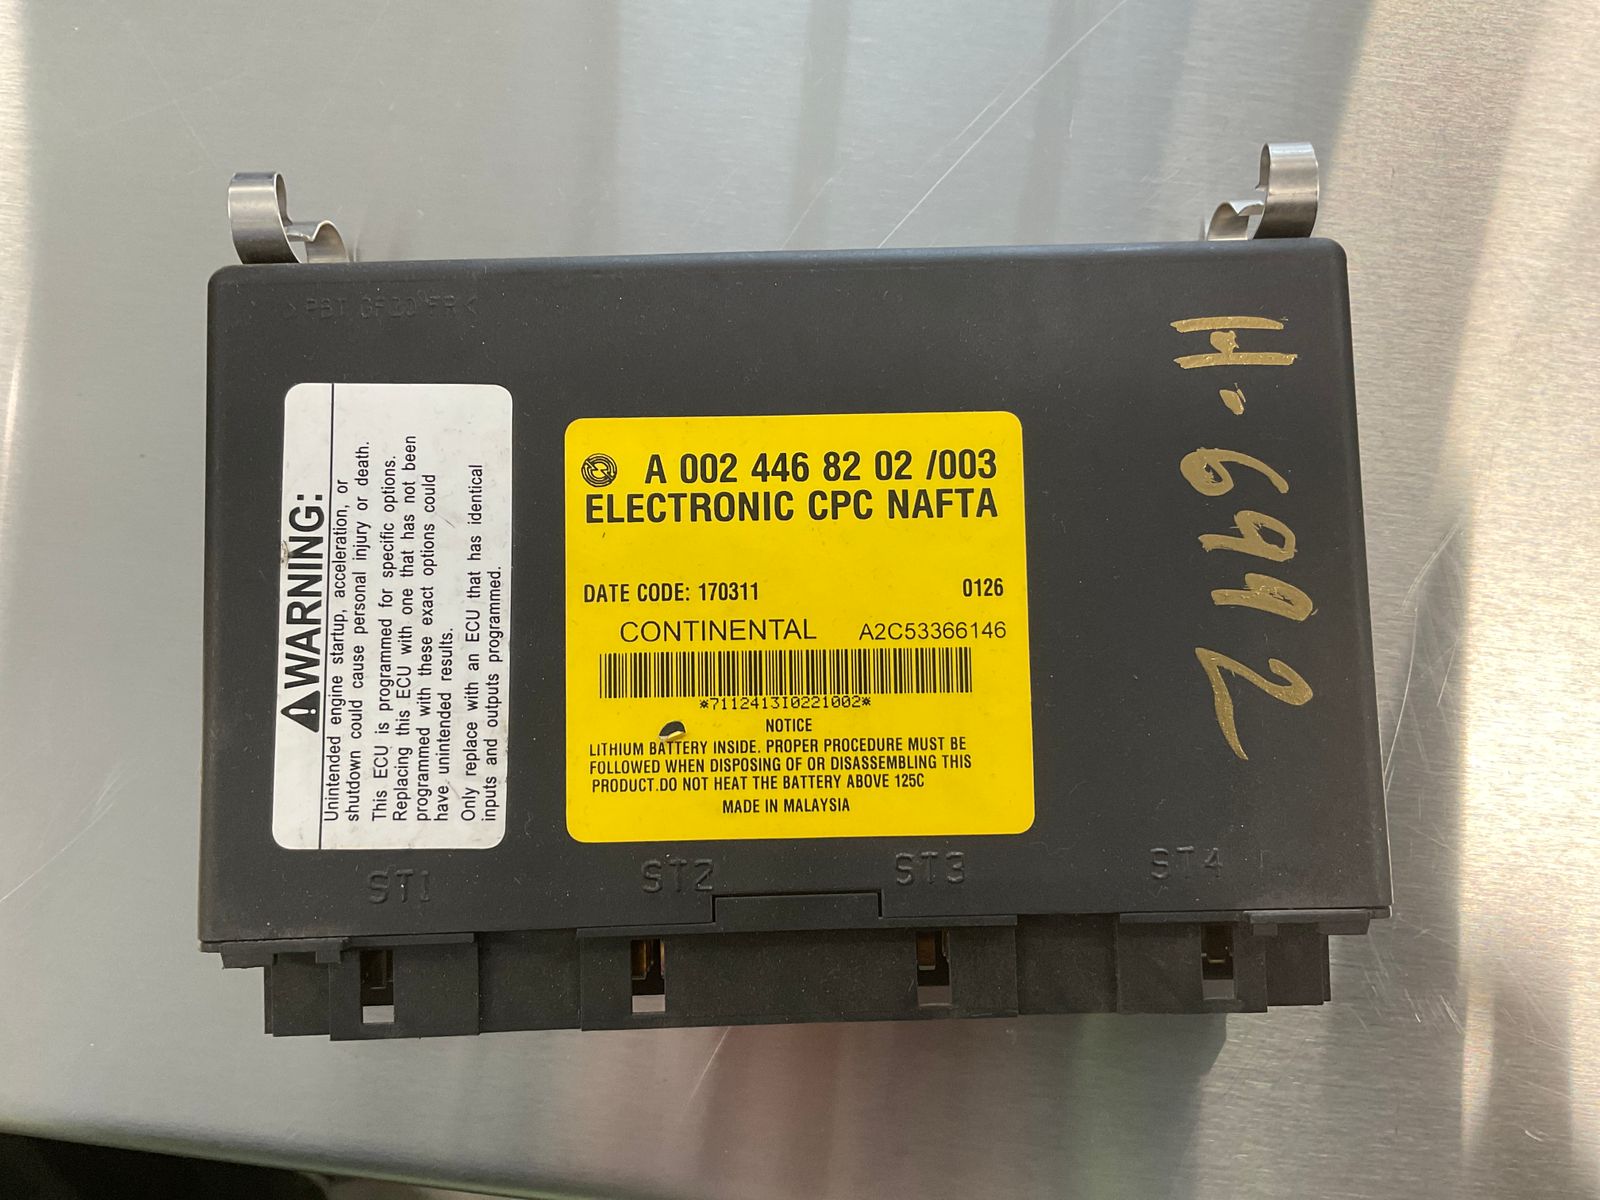 >PBT GF20 FR<
WARNING:
Unintended engine startup, acceleration, or
shutdown could cause personal injury or death.
This ECU is programmed for specific options.
Replacing this ECU with one that has not been
programmed with these exact options could
have unintended results.
Only replace with an ECU that has identical
inputs and outputs programmed.
A 002 446 82 02 /003
ELECTRONIC CPC NAFTA
DATE CODE: 170311 0126
CONTINENTAL A2C53366146
*7112413I0221002*
NOTICE
LITHIUM BATTERY INSIDE. PROPER PROCEDURE MUST BE
FOLLOWED WHEN DISPOSING OF OR DISASSEMBLING THIS
PRODUCT.DO NOT HEAT THE BATTERY ABOVE 125C
MADE IN MALAYSIA
H-6992
ST1 ST2 ST3 ST4